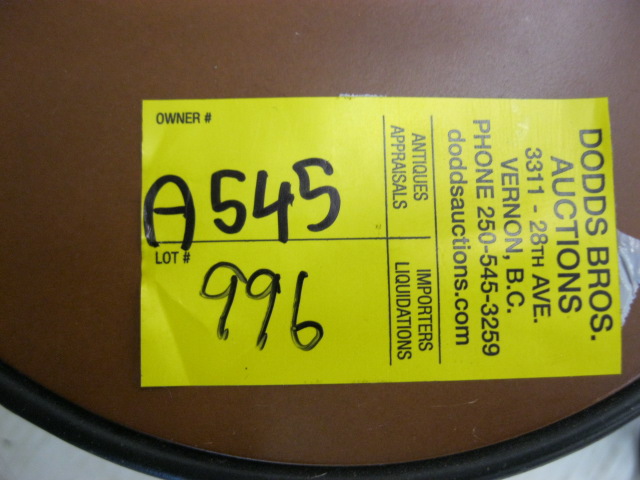 OWNER #
A545
LOT #
996
ANTIQUES
APPRAISALS
IMPORTERS
LIQUIDATIONS
DODDS BROS.
AUCTIONS
3311 - 28TH AVE.
VERNON, B.C.
PHONE 250-545-3259
doddsauctions.com